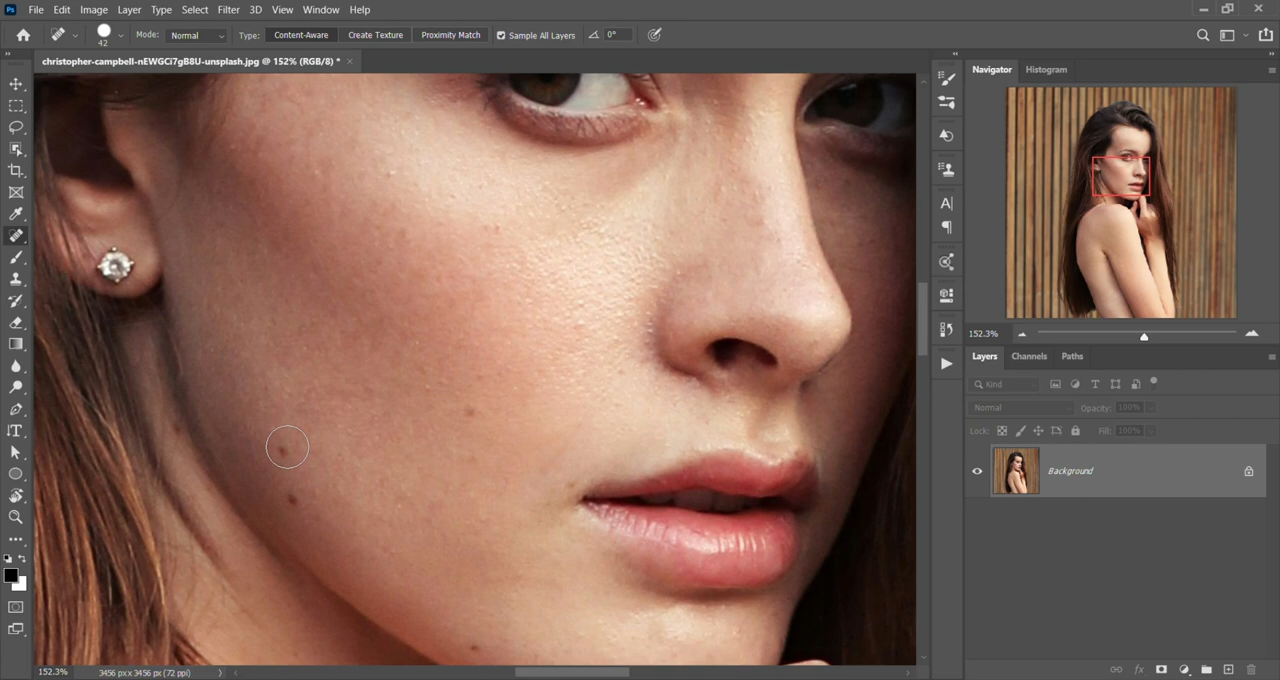 Ps File Edit Image Layer Type Select Filter 3D View Window Help
42 Mode: Normal Type: Content-Aware Create Texture Proximity Match Sample All Layers 0°
christopher-campbell-nEWGCi7gB8U-unsplash.jpg @ 152% (RGB/8) *
Navigator Histogram
152.3%
Layers Channels Paths
Kind
Normal Opacity: 100%
Lock: Fill: 100%
Background
152.3% 3456 px x 3456 px (72 ppi)